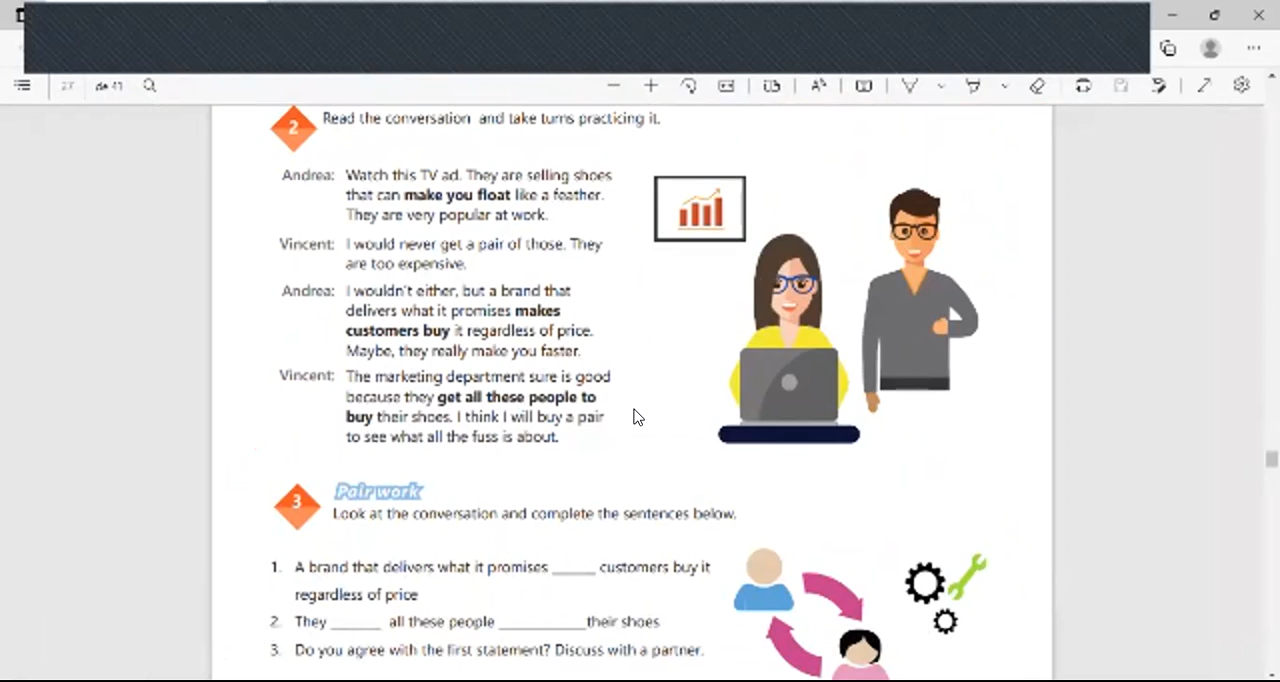 27 de 41
2 Read the conversation and take turns practicing it.
Andrea: Watch this TV ad. They are selling shoes
that can make you float like a feather.
They are very popular at work.
Vincent: I would never get a pair of those. They
are too expensive.
Andrea: I wouldn't either, but a brand that
delivers what it promises makes
customers buy it regardless of price.
Maybe, they really make you faster.
Vincent: The marketing department sure is good
because they get all these people to
buy their shoes. I think I will buy a pair
to see what all the fuss is about.
3 Pair work
Look at the conversation and complete the sentences below.
1. A brand that delivers what it promises ______ customers buy it
regardless of price
2. They _______ all these people ____________their shoes
3. Do you agree with the first statement? Discuss with a partner.